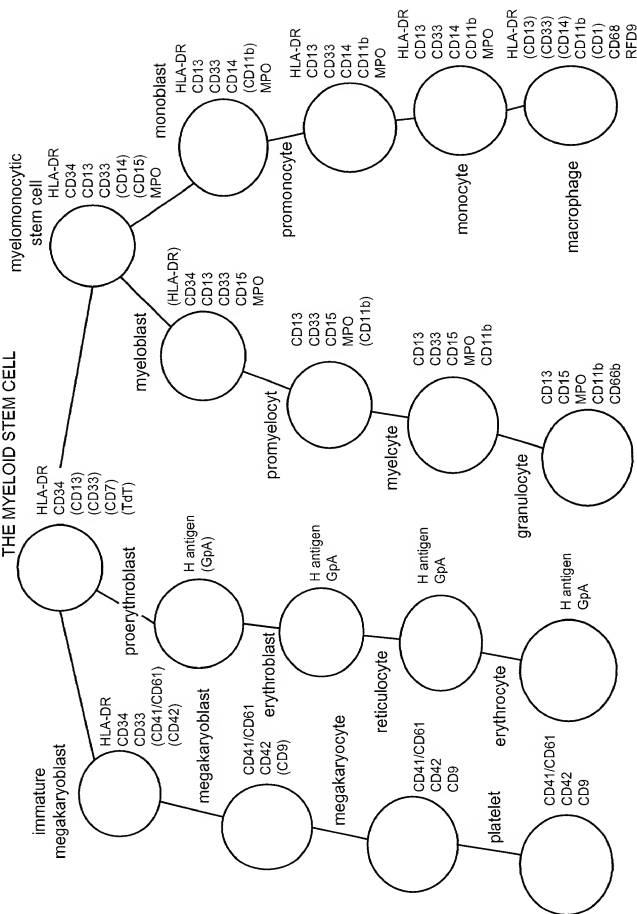 THE MYELOID STEM CELL
HLA-DR
CD34
(CD13)
(CD33)
(CD7)
(TdT)
immature
megakaryoblast
HLA-DR
CD34
CD33
(CD41/CD61)
(CD42)
megakaryoblast
CD41/CD61
CD42
(CD9)
megakaryocyte
CD41/CD61
CD42
CD9
platelet
CD41/CD61
CD42
CD9
proerythroblast
H antigen
(GpA)
erythroblast
H antigen
GpA
reticulocyte
H antigen
GpA
erythrocyte
H antigen
GpA
myelomonocytic
stem cell
HLA-DR
CD34
CD13
CD33
(CD14)
(CD15)
MPO
myeloblast
(HLA-DR)
CD34
CD13
CD33
CD15
MPO
promyelocyt
CD13
CD33
CD15
MPO
(CD11b)
myelcyte
CD13
CD33
CD15
MPO
CD11b
granulocyte
CD13
CD15
MPO
CD11b
CD66b
monoblast
HLA-DR
CD13
CD33
CD14
(CD11b)
MPO
promonocyte
HLA-DR
CD13
CD33
CD14
CD11b
MPO
monocyte
HLA-DR
CD13
CD33
CD14
CD11b
MPO
macrophage
HLA-DR
(CD13)
(CD33)
(CD14)
CD11b
(CD1)
CD68
RFD9